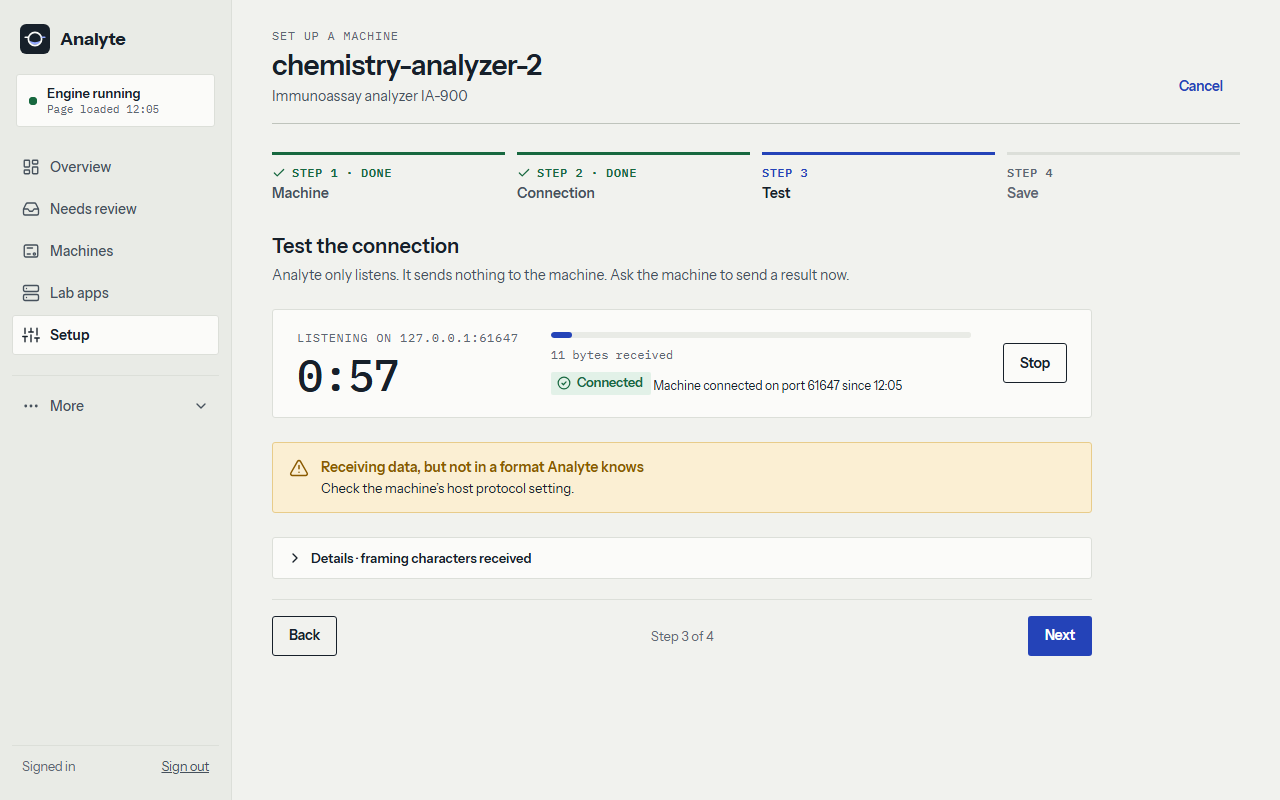 Analyte
Engine running
Page loaded 12:05
Overview
Needs review
Machines
Lab apps
Setup
More
Signed in
Sign out
SET UP A MACHINE
chemistry-analyzer-2
Immunoassay analyzer IA-900
Cancel
STEP 1 · DONE
Machine
STEP 2 · DONE
Connection
STEP 3
Test
STEP 4
Save
Test the connection
Analyte only listens. It sends nothing to the machine. Ask the machine to send a result now.
LISTENING ON 127.0.0.1:61647
0:57
11 bytes received
Connected Machine connected on port 61647 since 12:05
Stop
Receiving data, but not in a format Analyte knows
Check the machine's host protocol setting.
Details · framing characters received
Back
Step 3 of 4
Next